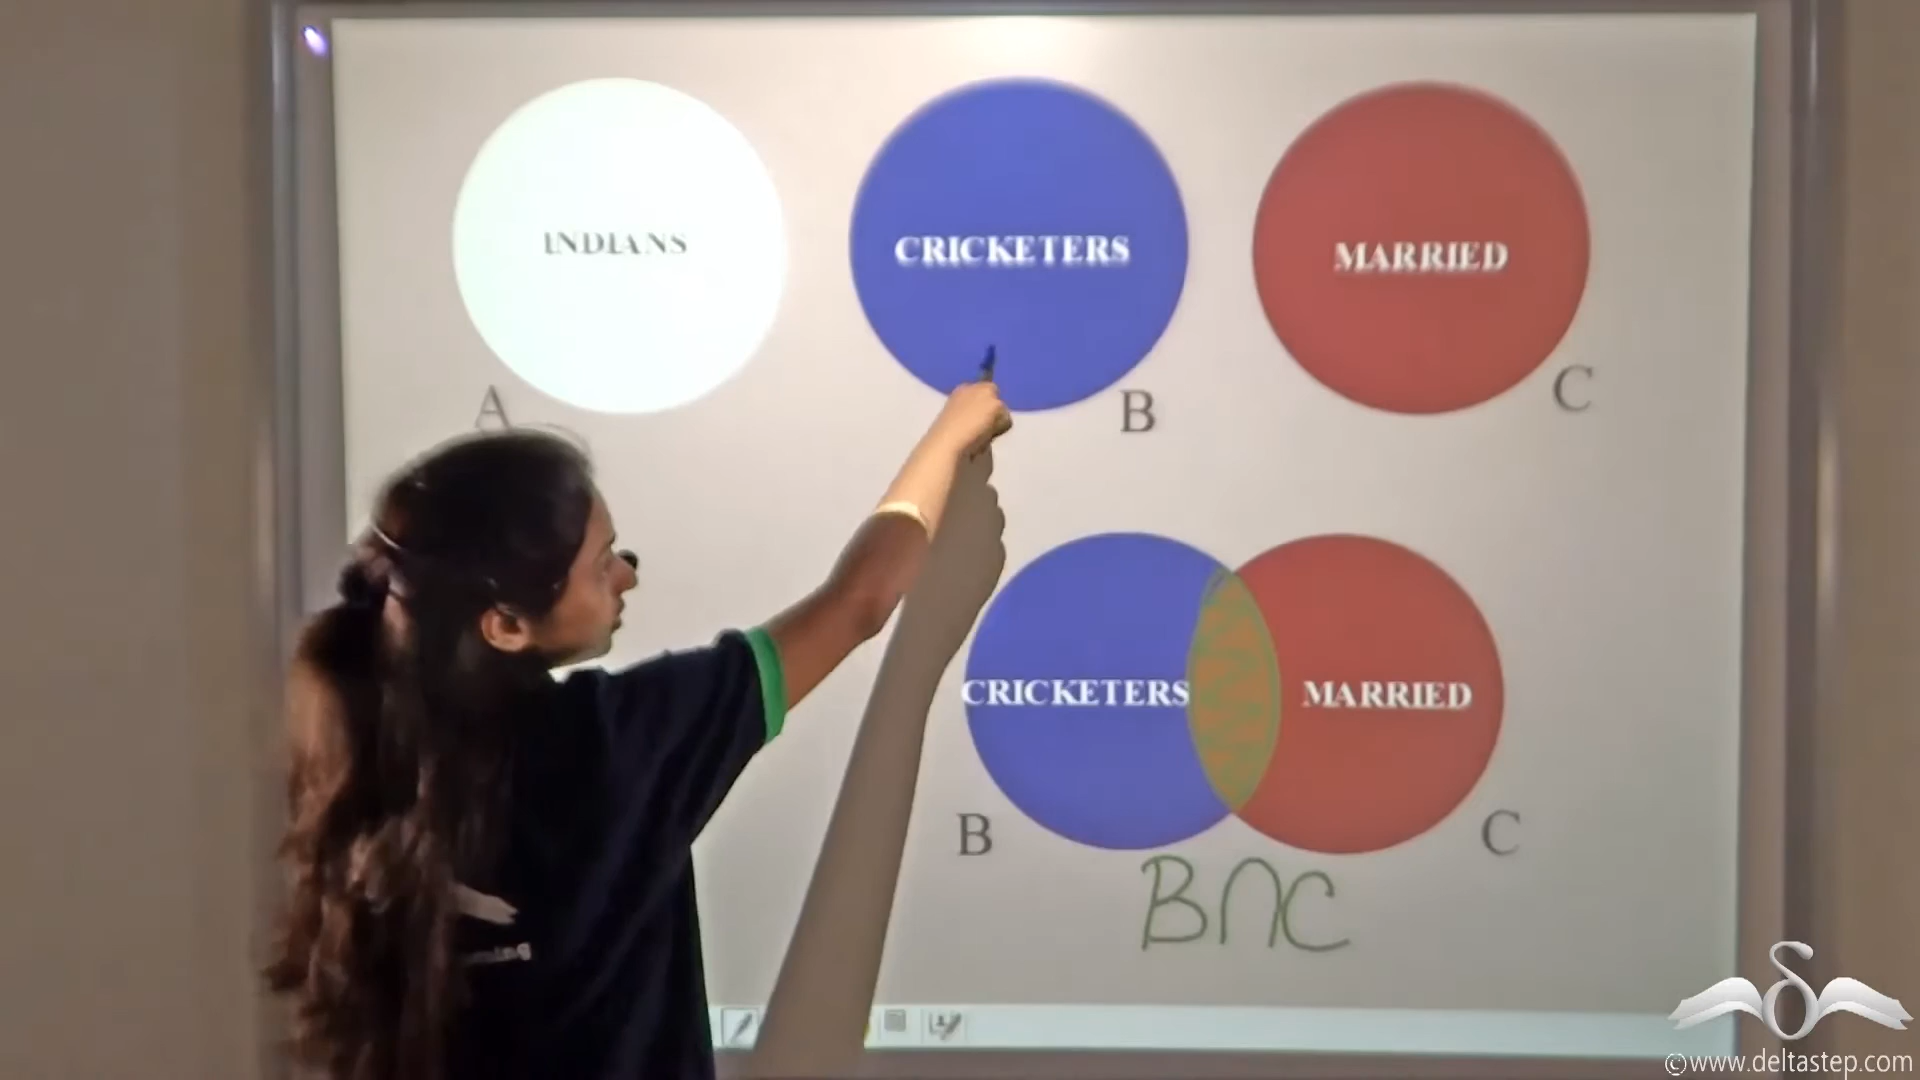 INDIANS
CRICKETERS
MARRIED
A
B
C
CRICKETERS
MARRIED
B
C
B∩C
©www.deltastep.com